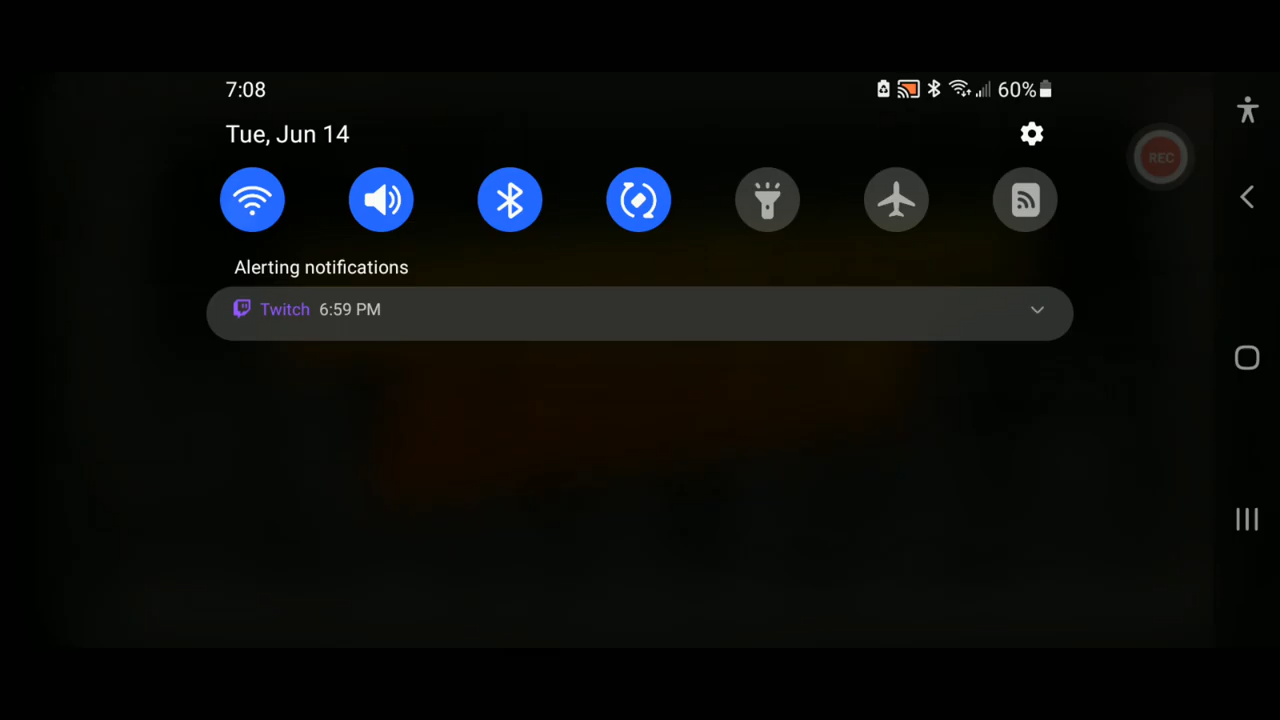 7:08
60%
Tue, Jun 14
REC
Alerting notifications
Twitch 6:59 PM